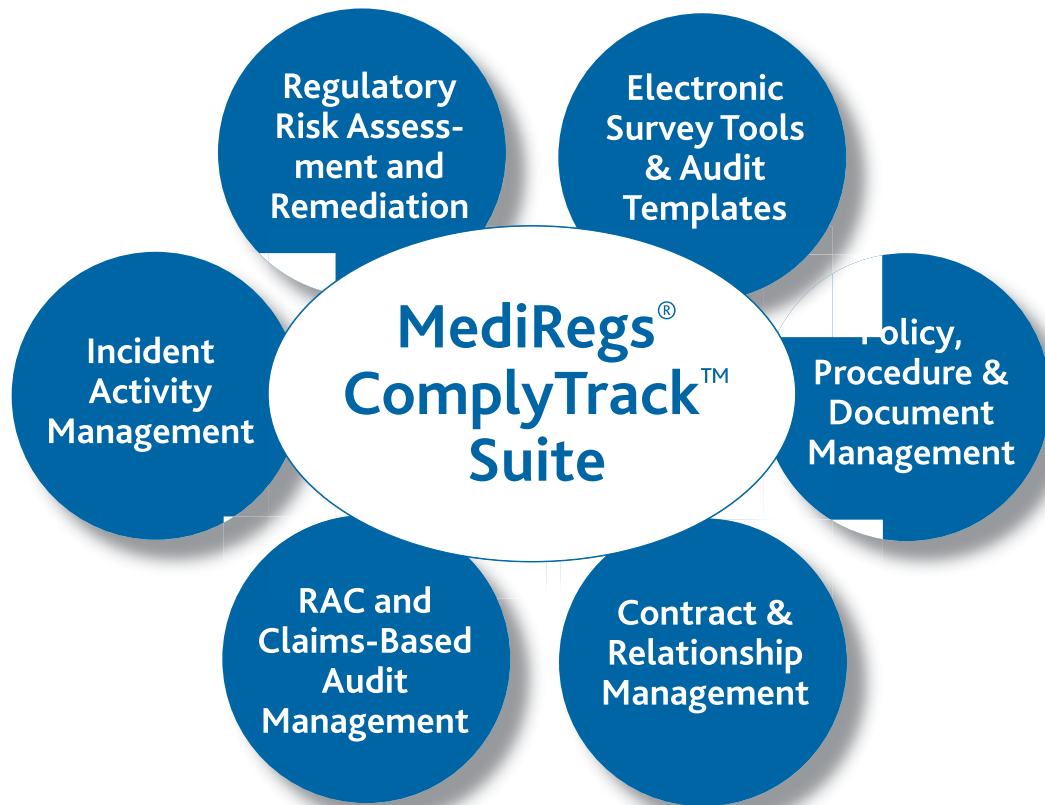 Regulatory
Risk Assess-
ment and
Remediation
Electronic
Survey Tools
& Audit
Templates
Incident
Activity
Management
MediRegs®
ComplyTrack™
Suite
Policy,
Procedure &
Document
Management
RAC and
Claims-Based
Audit
Management
Contract &
Relationship
Management